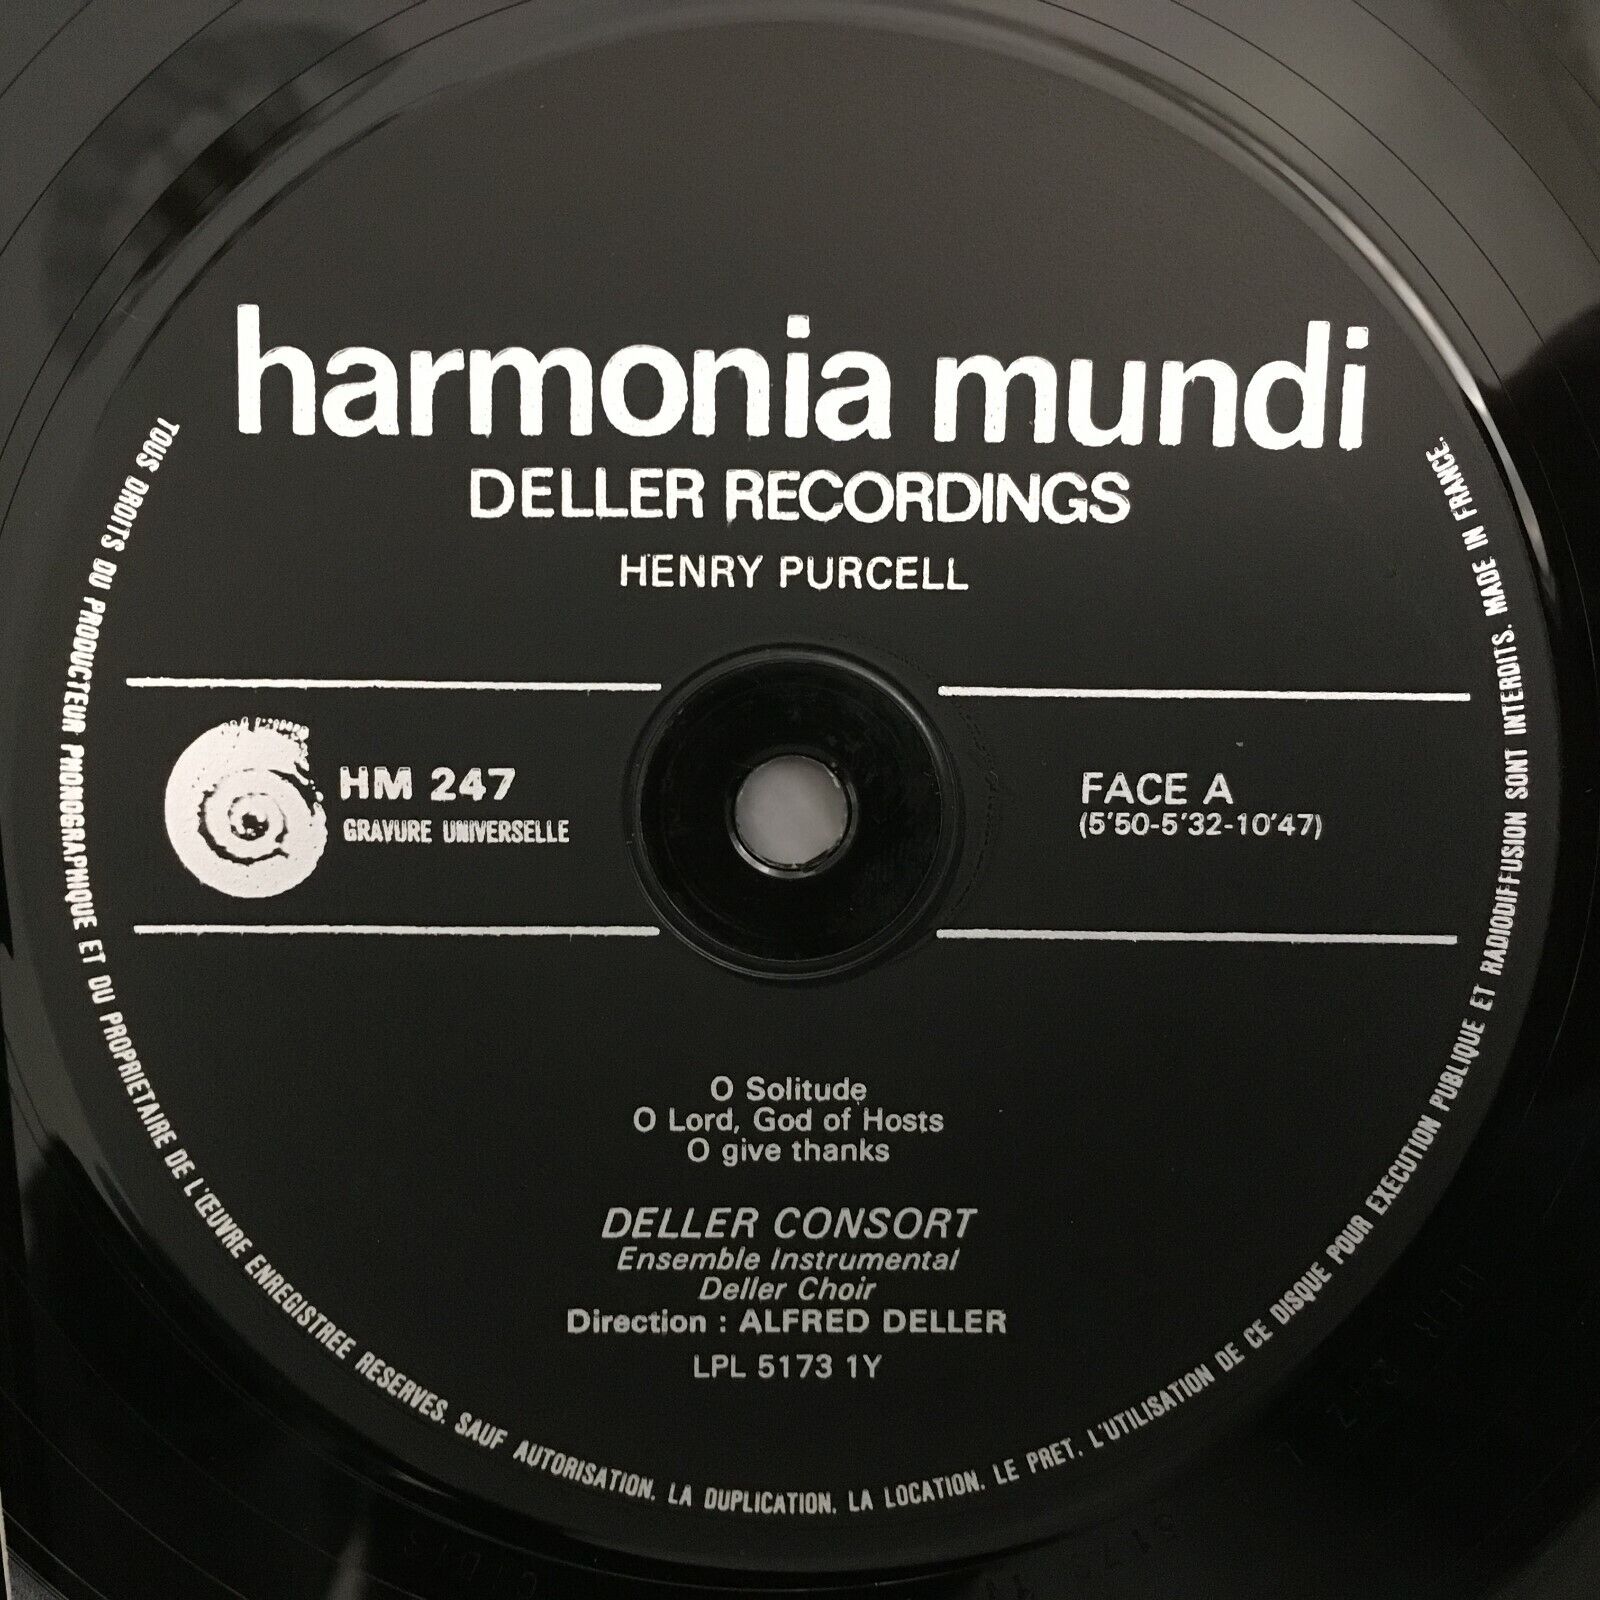 harmonia mundi
DELLER RECORDINGS
HENRY PURCELL
HM 247
GRAVURE UNIVERSELLE
FACE A
(5'50-5'32-10'47)
O Solitude
O Lord, God of Hosts
O give thanks
DELLER CONSORT
Ensemble Instrumental
Deller Choir
Direction : ALFRED DELLER
LPL 5173 1Y
TOUS DROITS DU PRODUCTEUR PHONOGRAPHIQUE ET DU PROPRIETAIRE DE L'ŒUVRE ENREGISTREE RESERVES. SAUF AUTORISATION. LA DUPLICATION. LA LOCATION. LE PRET. L'UTILISATION DE CE DISQUE POUR EXECUTION PUBLIQUE ET RADIODIFFUSION SONT INTERDITS. MADE IN FRANCE.